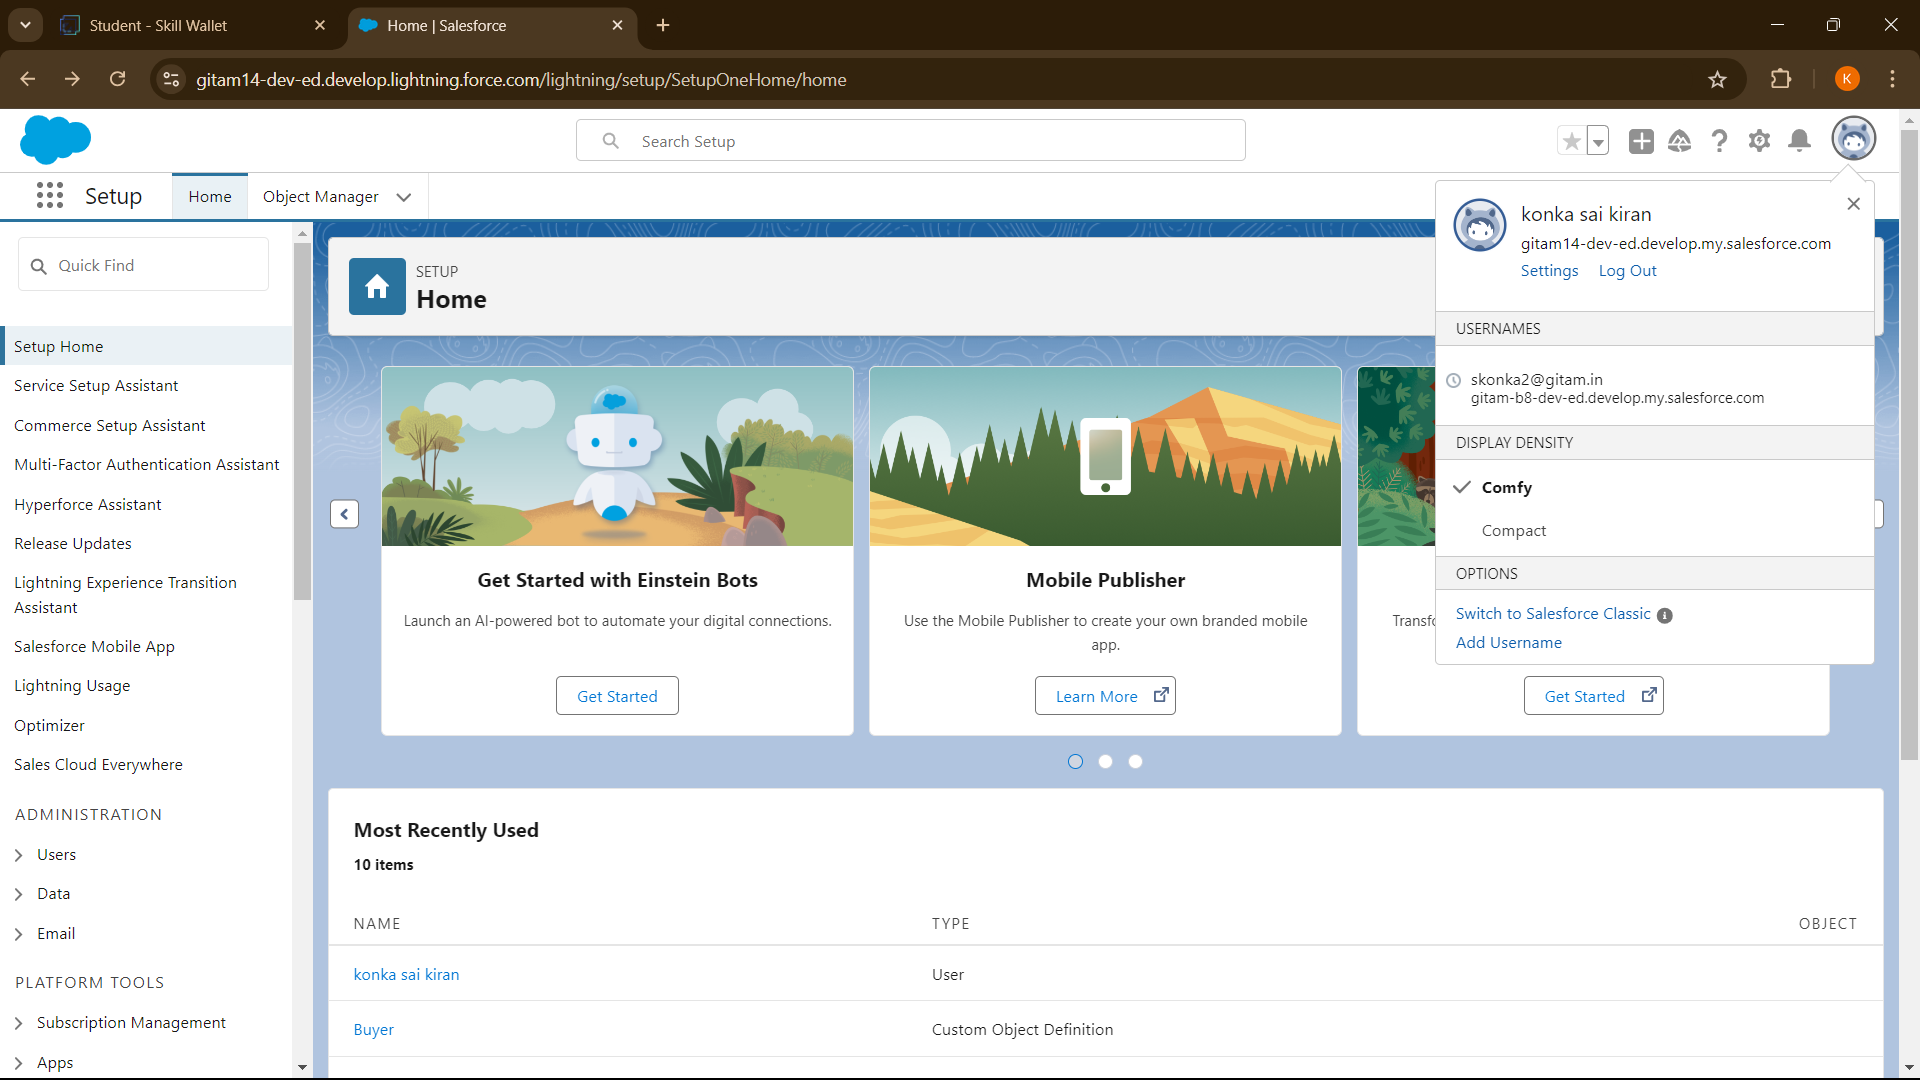 Student - Skill Wallet
Home | Salesforce
gitam14-dev-ed.develop.lightning.force.com/lightning/setup/SetupOneHome/home
K
Search Setup
Setup
Home
Object Manager
Quick Find
Setup Home
Service Setup Assistant
Commerce Setup Assistant
Multi-Factor Authentication Assistant
Hyperforce Assistant
Release Updates
Lightning Experience Transition
Assistant
Salesforce Mobile App
Lightning Usage
Optimizer
Sales Cloud Everywhere
ADMINISTRATION
Users
Data
Email
PLATFORM TOOLS
Subscription Management
Apps
SETUP
Home
Get Started with Einstein Bots
Launch an AI-powered bot to automate your digital connections.
Get Started
Mobile Publisher
Use the Mobile Publisher to create your own branded mobile
app.
Learn More
Transfo
Get Started
Most Recently Used
10 items
NAME TYPE OBJECT
konka sai kiran User
Buyer Custom Object Definition
konka sai kiran
gitam14-dev-ed.develop.my.salesforce.com
Settings Log Out
USERNAMES
skonka2@gitam.in
gitam-b8-dev-ed.develop.my.salesforce.com
DISPLAY DENSITY
Comfy
Compact
OPTIONS
Switch to Salesforce Classic
Add Username